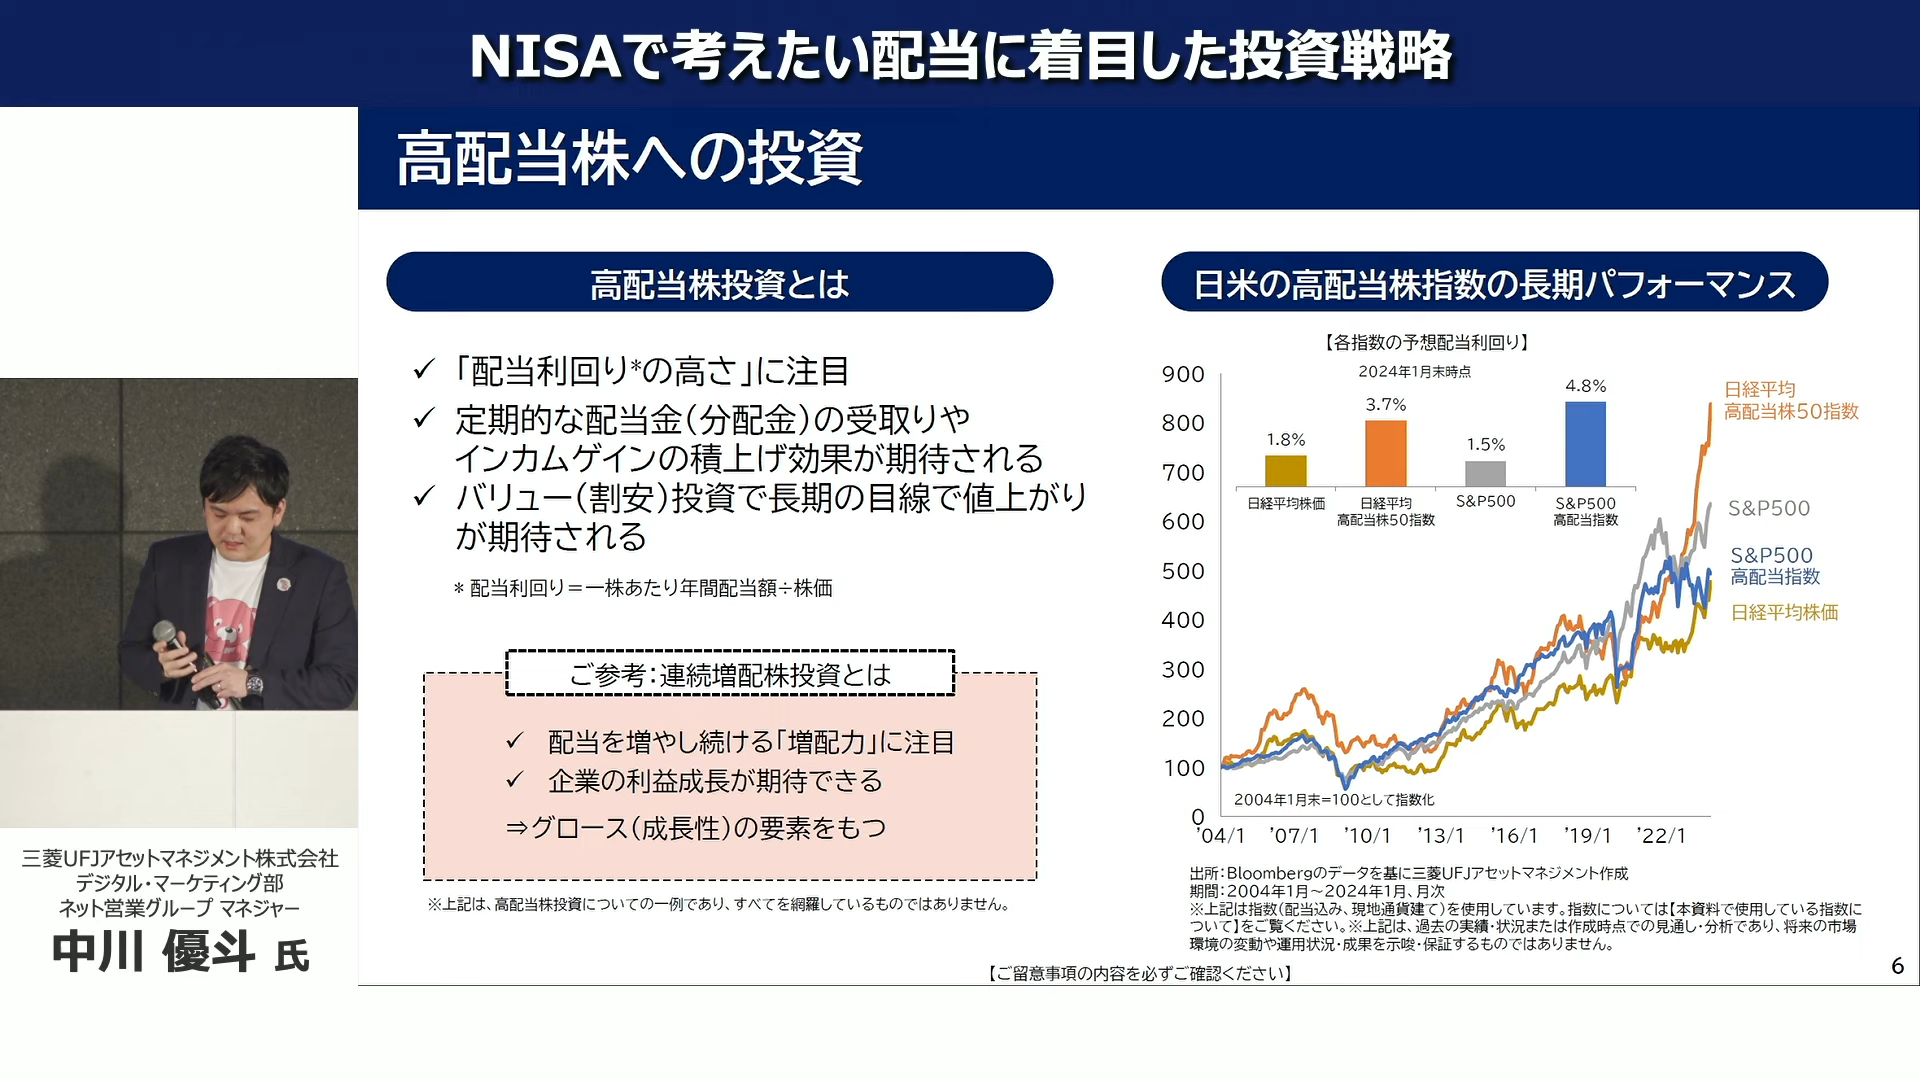 NISAで考えたい配当に着目した投資戦略
高配当株への投資
高配当株投資とは
✓ 「配当利回り*の高さ」に注目
✓ 定期的な配当金(分配金)の受取りや
インカムゲインの積上げ効果が期待される
✓ バリュー(割安)投資で長期の目線で値上がり
が期待される
* 配当利回り=一株あたり年間配当額÷株価
ご参考:連続増配株投資とは
✓ 配当を増やし続ける「増配力」に注目
✓ 企業の利益成長が期待できる
⇒グロース(成長性)の要素をもつ
※上記は、高配当株投資についての一例であり、すべてを網羅しているものではありません。
日米の高配当株指数の長期パフォーマンス
【各指数の予想配当利回り】
2024年1月末時点
1.8%
3.7%
1.5%
4.8%
日経平均株価
日経平均
高配当株50指数
S&P500
S&P500
高配当指数
900
800
700
600
500
400
300
200
100
0
日経平均
高配当株50指数
S&P500
S&P500
高配当指数
日経平均株価
2004年1月末=100として指数化
'04/1 '07/1 '10/1 '13/1 '16/1 '19/1 '22/1
出所:Bloombergのデータを基に三菱UFJアセットマネジメント作成
期間:2004年1月~2024年1月、月次
※上記は指数(配当込み、現地通貨建て)を使用しています。指数については【本資料で使用している指数に
ついて】をご覧ください。※上記は、過去の実績・状況または作成時点での見通し・分析であり、将来の市場
環境の変動や運用状況・成果を示唆・保証するものではありません。
【ご留意事項の内容を必ずご確認ください】
6
三菱UFJアセットマネジメント株式会社
デジタル・マーケティング部
ネット営業グループ マネジャー
中川 優斗 氏